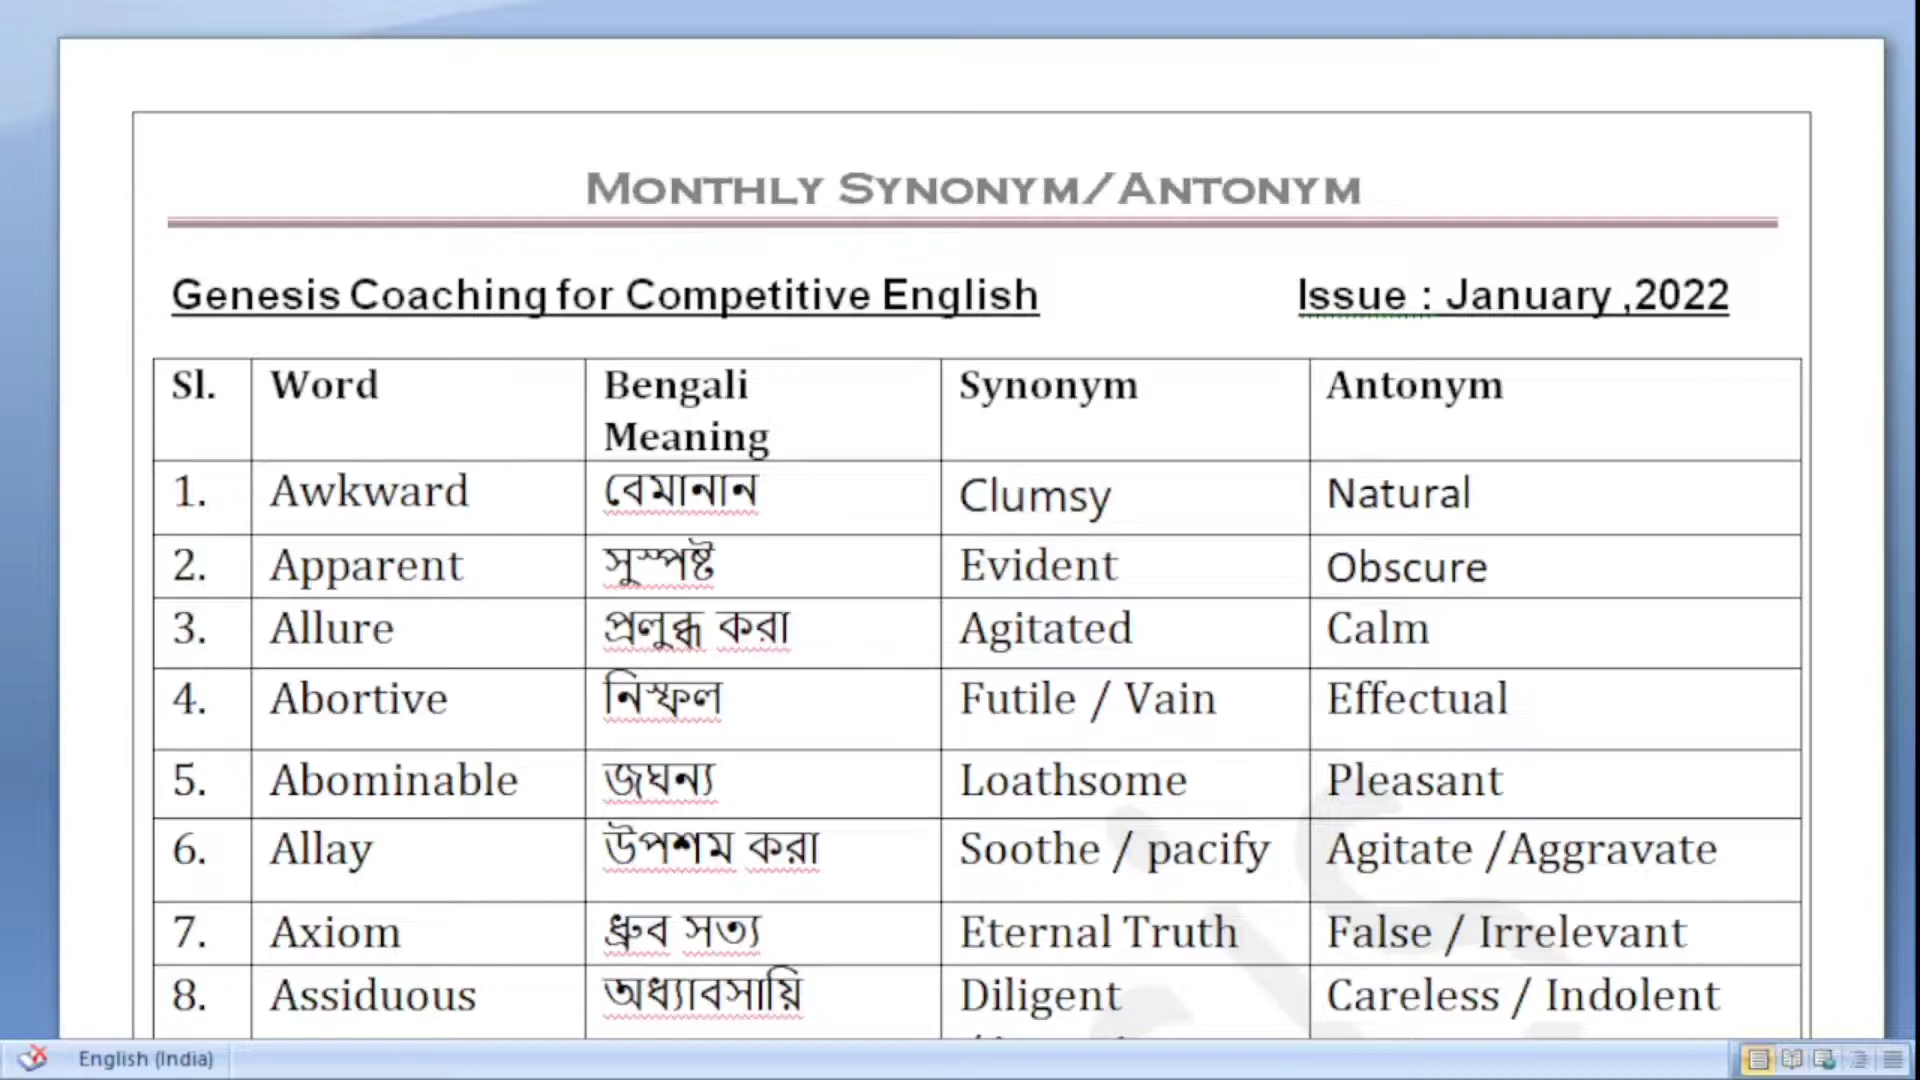 MONTHLY SYNONYM/ANTONYM
Genesis Coaching for Competitive English Issue : January ,2022
Sl. Word Bengali Meaning Synonym Antonym
1. Awkward বেমানান Clumsy Natural
2. Apparent সুস্পষ্ট Evident Obscure
3. Allure প্রলুব্ধ করা Agitated Calm
4. Abortive নিস্ফল Futile / Vain Effectual
5. Abominable জঘন্য Loathsome Pleasant
6. Allay উপশম করা Soothe / pacify Agitate /Aggravate
7. Axiom ধ্রুব সত্য Eternal Truth False / Irrelevant
8. Assiduous অধ্যাবসায়ি Diligent Careless / Indolent
English (India)